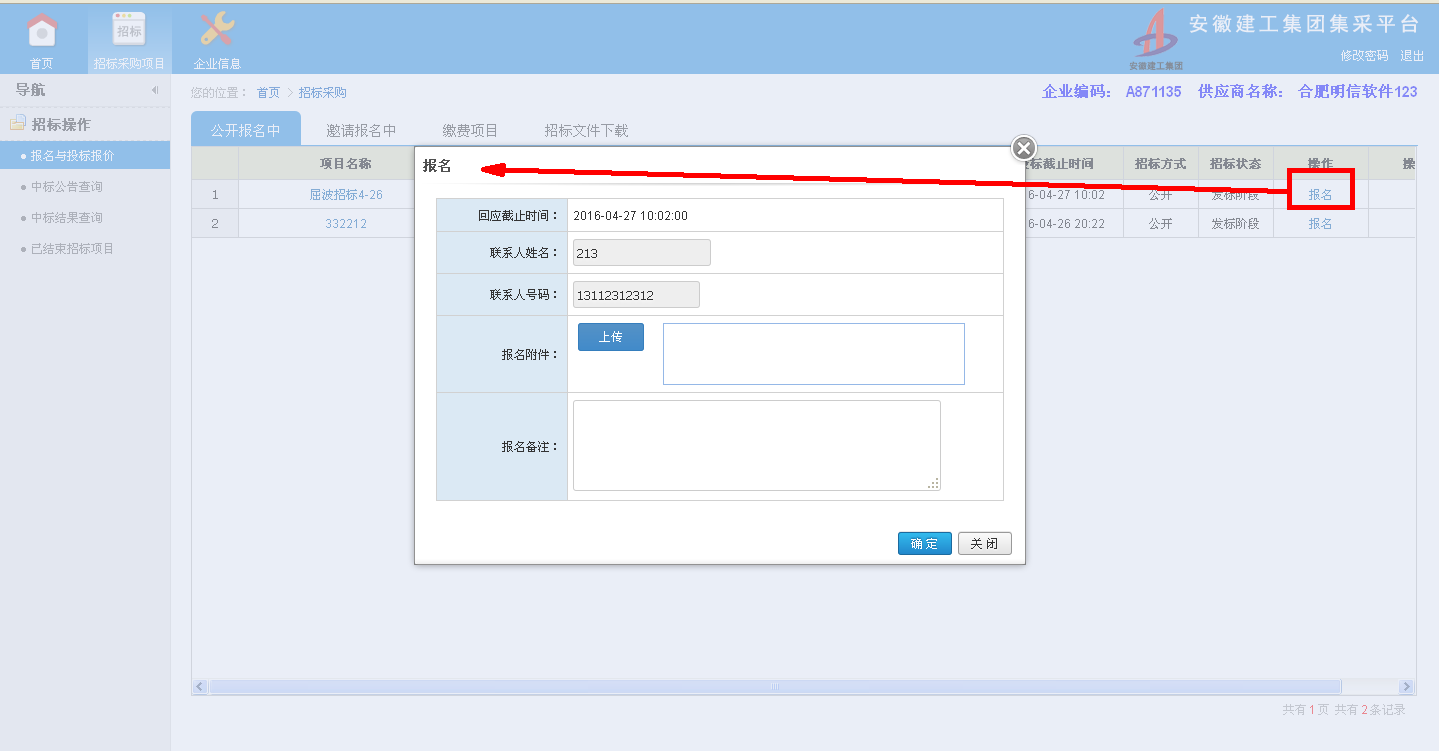 安徽建工集团集采平台
招标
首页
招标采购项目
企业信息
安徽建工集团
修改密码 退出
导航
您的位置： 首页 > 招标采购
企业编码： A871135 供应商名称： 合肥明信软件123
招标操作
报名与投标报价
中标公告查询
中标结果查询
已结束招标项目
公开报名中 邀请报名中 缴费项目 招标文件下载
项目名称 标截止时间 招标方式 招标状态 操作
1 屈波招标4-26 6-04-27 10:02 公开 发标阶段 报名
2 332212 6-04-26 20:22 公开 发标阶段 报名
报名
回应截止时间： 2016-04-27 10:02:00
联系人姓名： 213
联系人号码： 13112312312
报名附件： 上传
报名备注：
确定 关闭
共有1页 共有2条记录